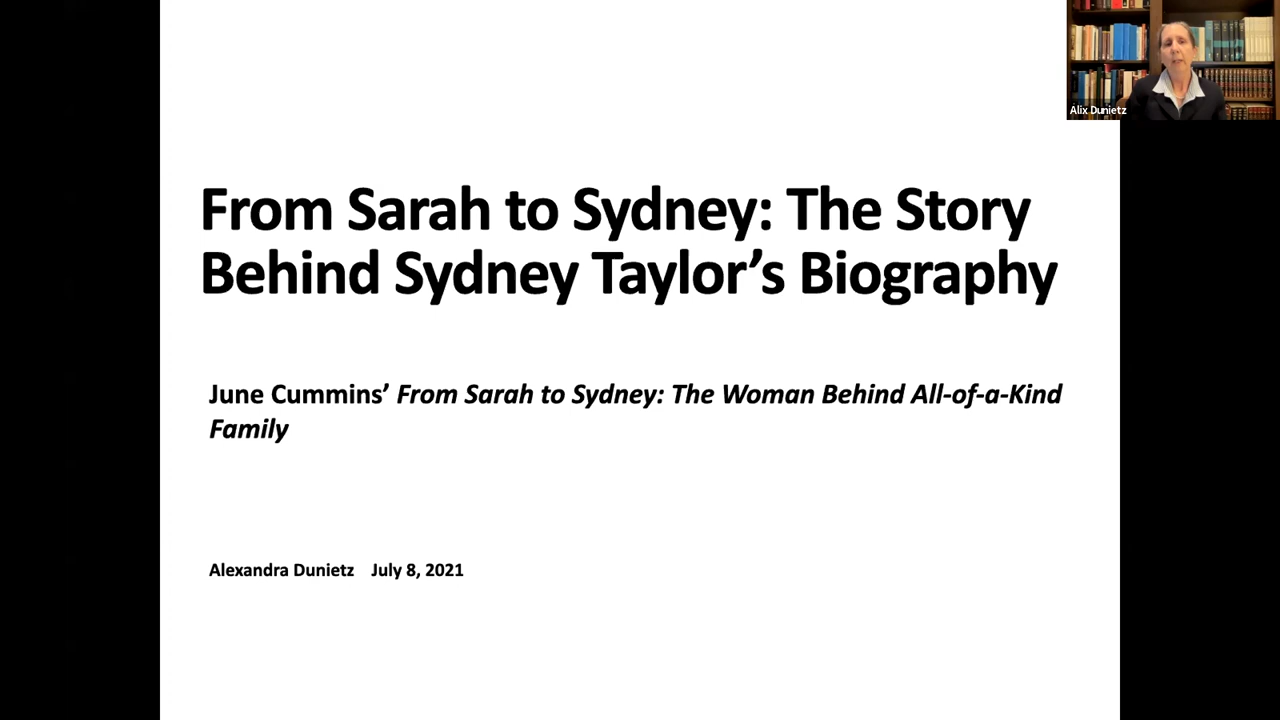 Alix Dunietz
From Sarah to Sydney: The Story
Behind Sydney Taylor’s Biography
June Cummins’ From Sarah to Sydney: The Woman Behind All-of-a-Kind
Family
Alexandra Dunietz July 8, 2021